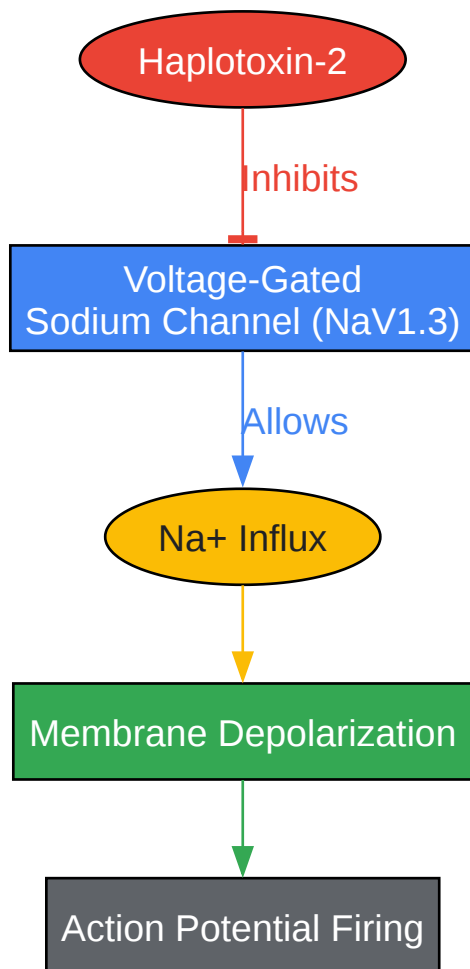 Haplotoxin-2
Inhibits
Voltage-Gated
Sodium Channel (NaV1.3)
Allows
Na+ Influx
Membrane Depolarization
Action Potential Firing